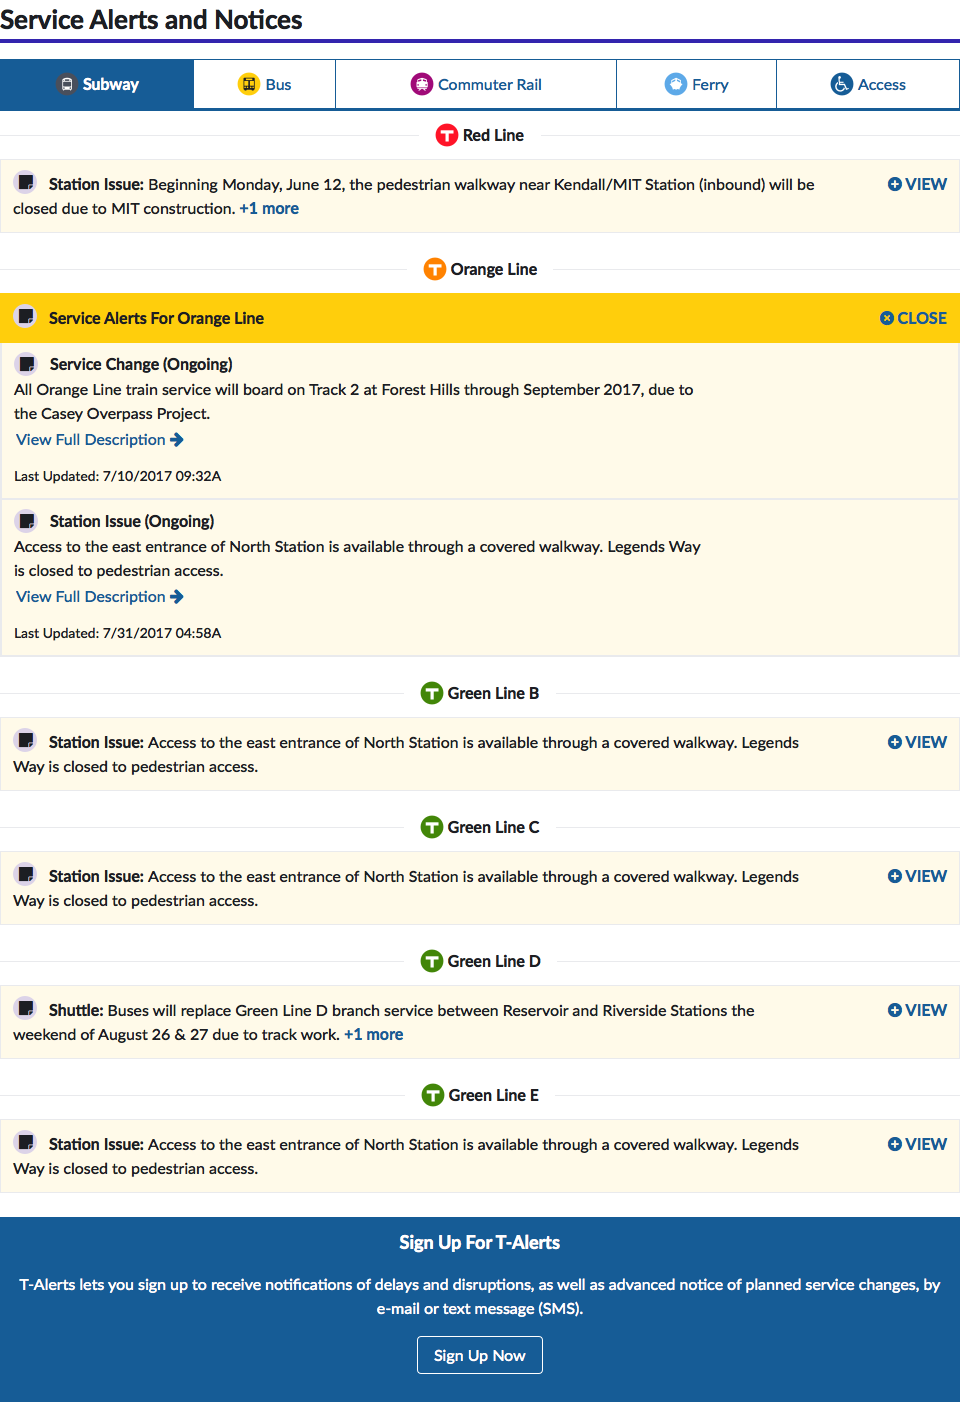 Service Alerts and Notices
Subway
Bus
Commuter Rail
Ferry
Access
T Red Line
Station Issue: Beginning Monday, June 12, the pedestrian walkway near Kendall/MIT Station (inbound) will be
VIEW
closed due to MIT construction. +1 more
T Orange Line
Service Alerts For Orange Line
CLOSE
Service Change (Ongoing)
All Orange Line train service will board on Track 2 at Forest Hills through September 2017, due to
the Casey Overpass Project.
View Full Description
Last Updated: 7/10/2017 09:32A
Station Issue (Ongoing)
Access to the east entrance of North Station is available through a covered walkway. Legends Way
is closed to pedestrian access.
View Full Description
Last Updated: 7/31/2017 04:58A
T Green Line B
Station Issue: Access to the east entrance of North Station is available through a covered walkway. Legends
VIEW
Way is closed to pedestrian access.
T Green Line C
Station Issue: Access to the east entrance of North Station is available through a covered walkway. Legends
VIEW
Way is closed to pedestrian access.
T Green Line D
Shuttle: Buses will replace Green Line D branch service between Reservoir and Riverside Stations the
VIEW
weekend of August 26 & 27 due to track work. +1 more
T Green Line E
Station Issue: Access to the east entrance of North Station is available through a covered walkway. Legends
VIEW
Way is closed to pedestrian access.
Sign Up For T-Alerts
T-Alerts lets you sign up to receive notifications of delays and disruptions, as well as advanced notice of planned service changes, by
e-mail or text message (SMS).
Sign Up Now